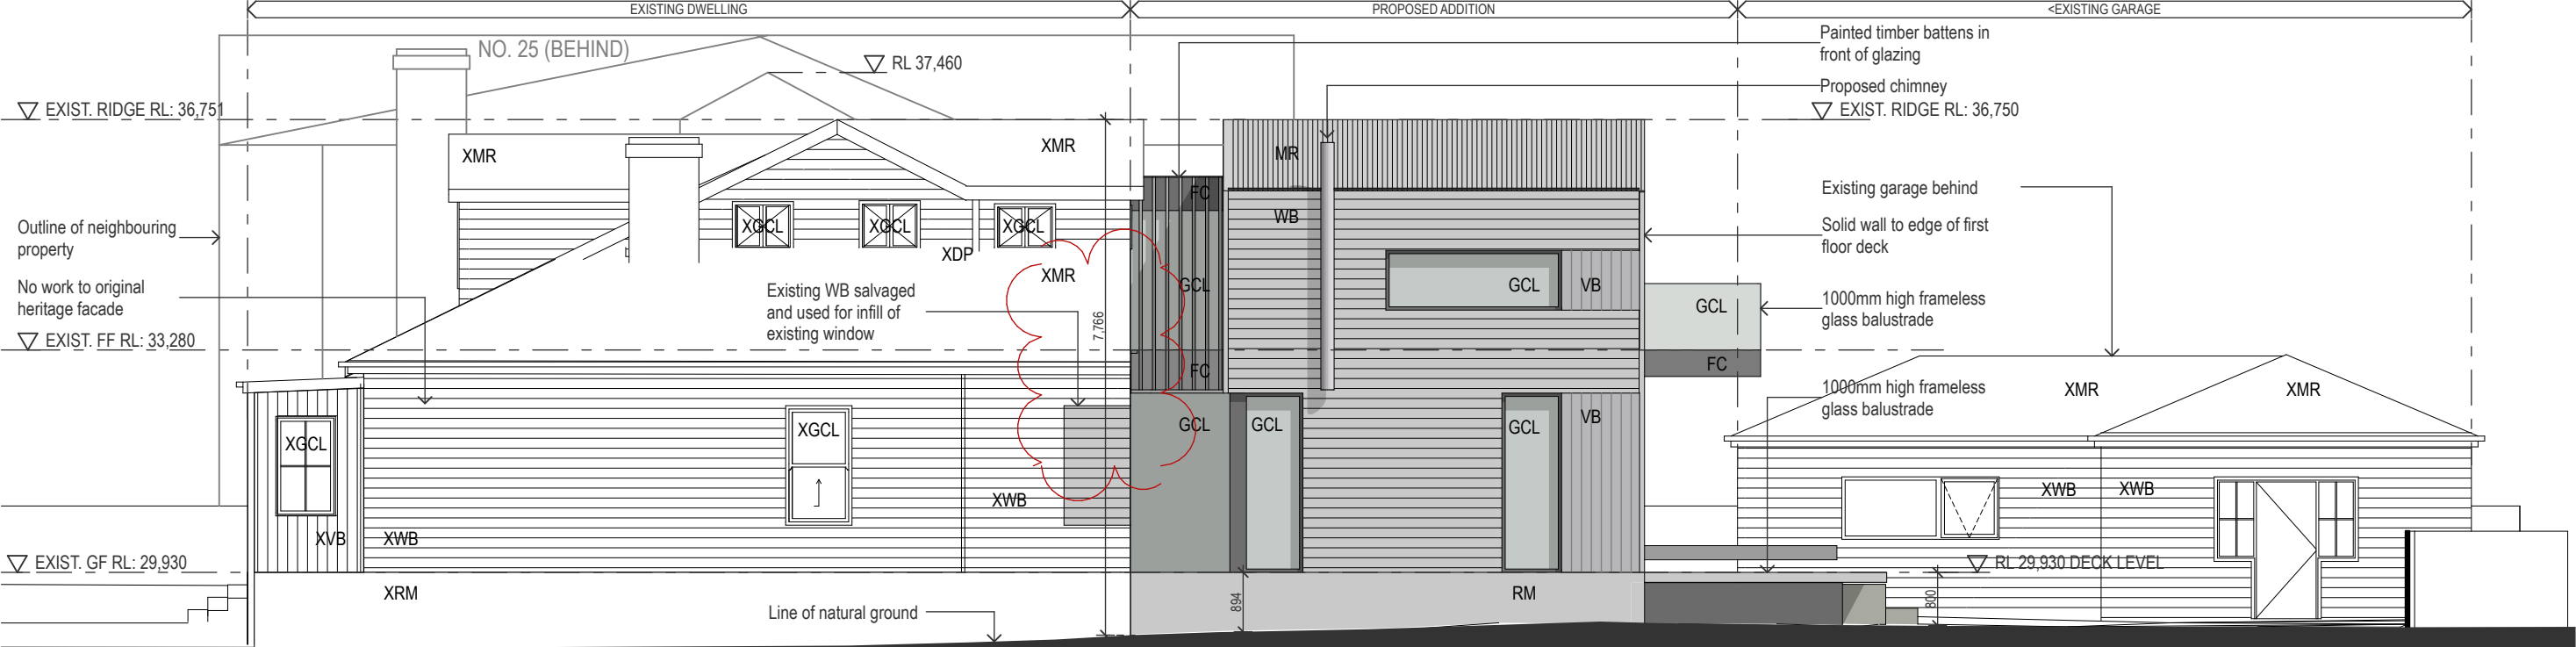 EXISTING DWELLING
PROPOSED ADDITION
<EXISTING GARAGE
NO. 25 (BEHIND)
RL 37,460
Painted timber battens in
front of glazing
Proposed chimney
EXIST. RIDGE RL: 36,751
EXIST. RIDGE RL: 36,750
XMR
XMR
MR
FC
WB
Existing garage behind
Outline of neighbouring
property
XGCL
XGCL
XGCL
Solid wall to edge of first
floor deck
XDP
XMR
No work to original
heritage facade
Existing WB salvaged
and used for infill of
existing window
GCL
GCL
VB
GCL
1000mm high frameless
glass balustrade
7,766
EXIST. FF RL: 33,280
FC
FC
1000mm high frameless
glass balustrade
XMR
XMR
XGCL
XGCL
GCL
GCL
GCL
VB
XWB
XWB
XWB
XVB
XWB
EXIST. GF RL: 29,930
RL 29,930 DECK LEVEL
XRM
894
RM
800
Line of natural ground